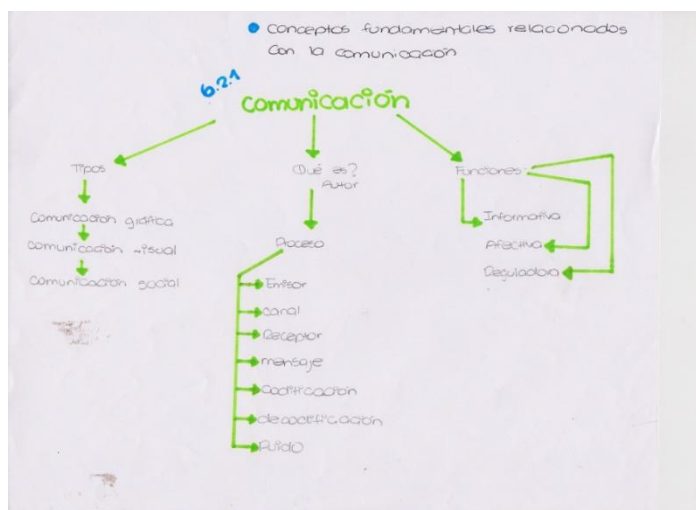 Conceptos fundamentales relacionados
con la comunicación
6.2.1
Comunicación
Tipos
Comunicación gráfica
Comunicación visual
Comunicación social
¿Qué es?
Autor
Proceso
Emisor
canal
Receptor
mensaje
Codificación
decodificación
Ruido
Funciones:
Informativa
Afectiva
Reguladora